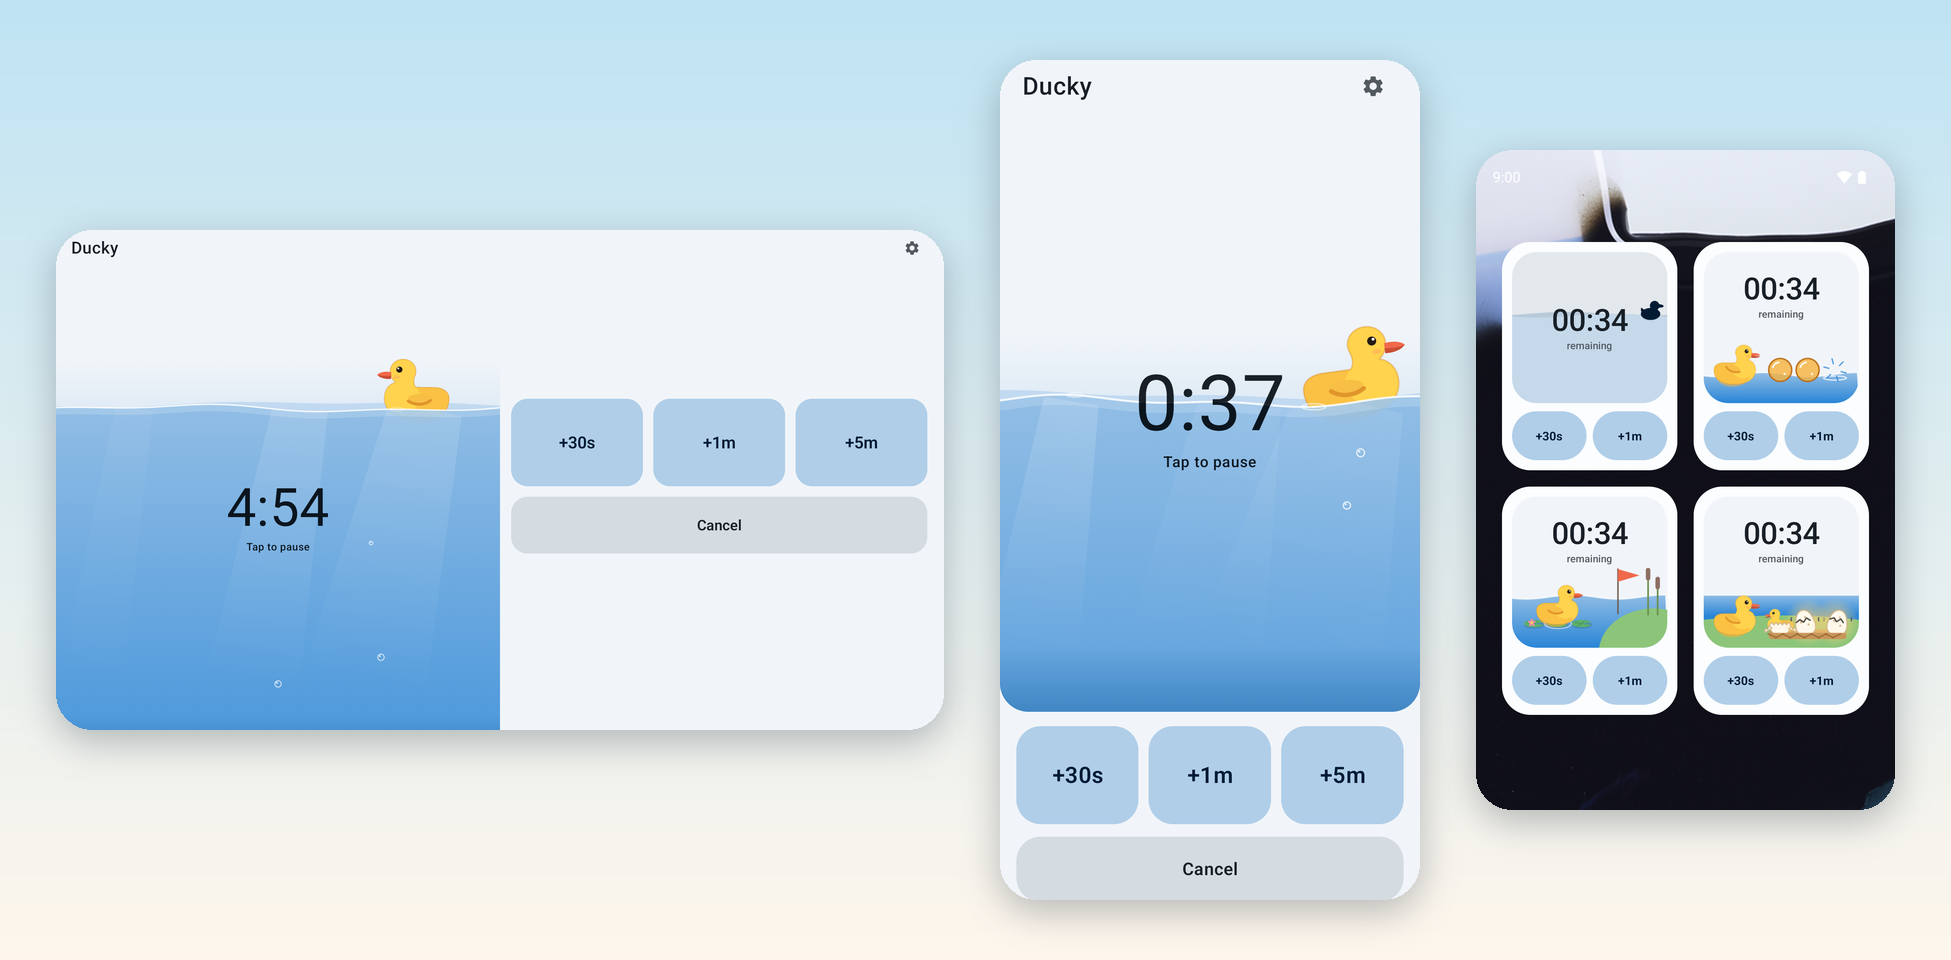 Ducky
4:54
Tap to pause
+30s +1m +5m
Cancel
Ducky
0:37
Tap to pause
+30s +1m +5m
Cancel
9:00
00:34
remaining
+30s +1m
00:34
remaining
+30s +1m
00:34
remaining
+30s +1m
00:34
remaining
+30s +1m